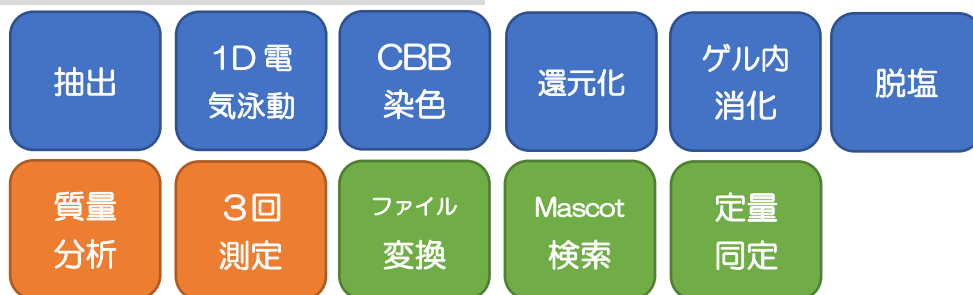 抽出
1D 電
気泳動
CBB
染色
還元化
ゲル内
消化
脱塩
質量
分析
3回
測定
ファイル
変換
Mascot
検索
定量
同定